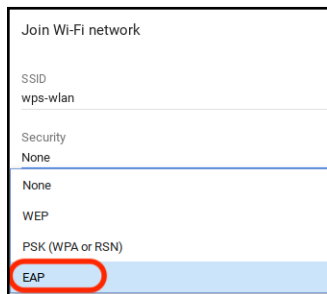 Join Wi-Fi network
SSID
wps-wlan
Security
None
None
WEP
PSK (WPA or RSN)
EAP